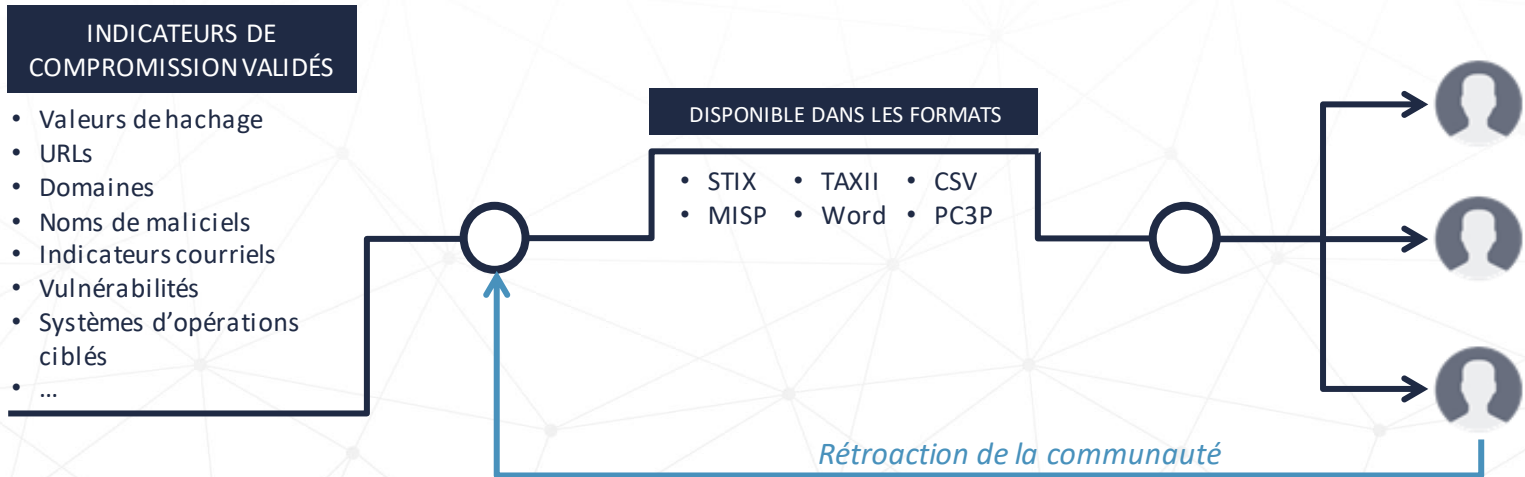 INDICATEURS DE
COMPROMISSION VALIDÉS
• Valeurs de hachage
• URLs
• Domaines
• Noms de maliciels
• Indicateurs courriels
• Vulnérabilités
• Systèmes d'opérations
ciblés
• ...
DISPONIBLE DANS LES FORMATS
• STIX • TAXII • CSV
• MISP • Word • PC3P
Rétroaction de la communauté